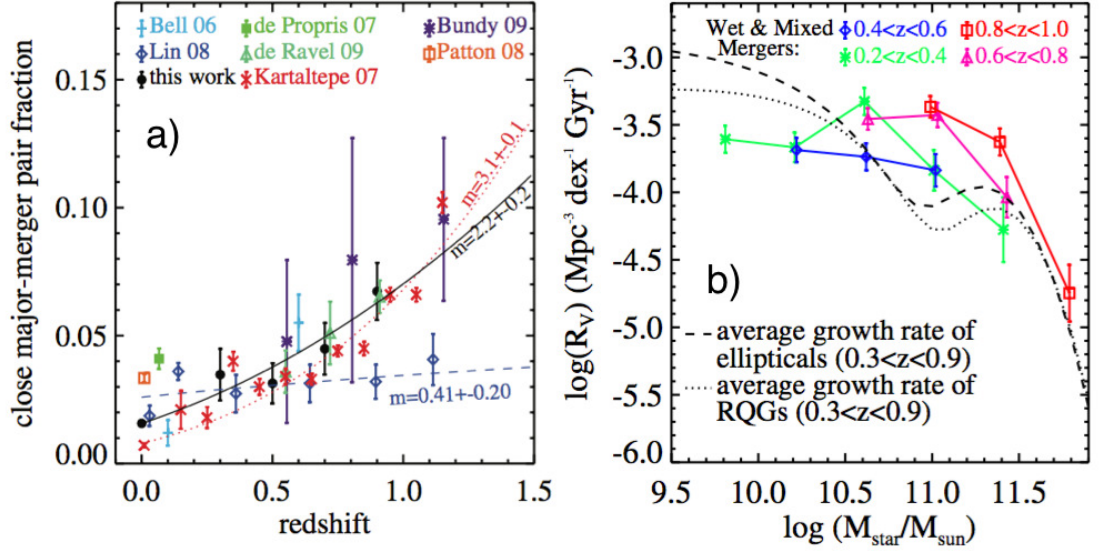 Bell 06
de Propris 07
Bundy 09
Lin 08
de Ravel 09
Patton 08
this work
Kartaltepe 07
a)
m=3.1+-0.1
m=2.2+-0.2
m=0.41+-0.20
0.15
0.10
0.05
0.00
close major-merger pair fraction
0.0 0.5 1.0 1.5
redshift
Wet & Mixed
Mergers:
0.4<z<0.6
0.8<z<1.0
0.2<z<0.4
0.6<z<0.8
b)
average growth rate of
ellipticals (0.3<z<0.9)
average growth rate of
RQGs (0.3<z<0.9)
-3.0
-3.5
-4.0
-4.5
-5.0
-5.5
-6.0
log(R_V) (Mpc⁻³ dex⁻¹ Gyr⁻¹)
9.5 10.0 10.5 11.0 11.5
log (M_star/M_sun)